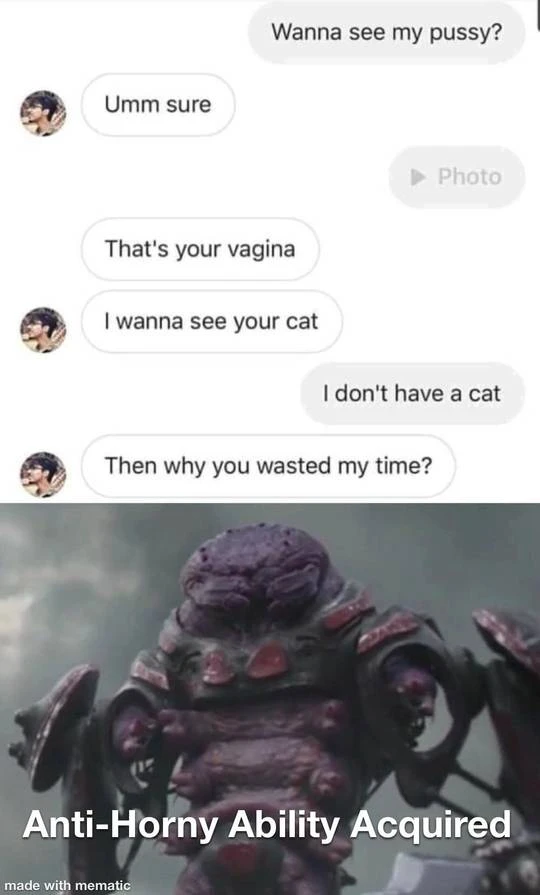 Wanna see my pussy?
Umm sure
Photo
That's your vagina
I wanna see your cat
I don't have a cat
Then why you wasted my time?
Anti-Horny Ability Acquired
made with mematic